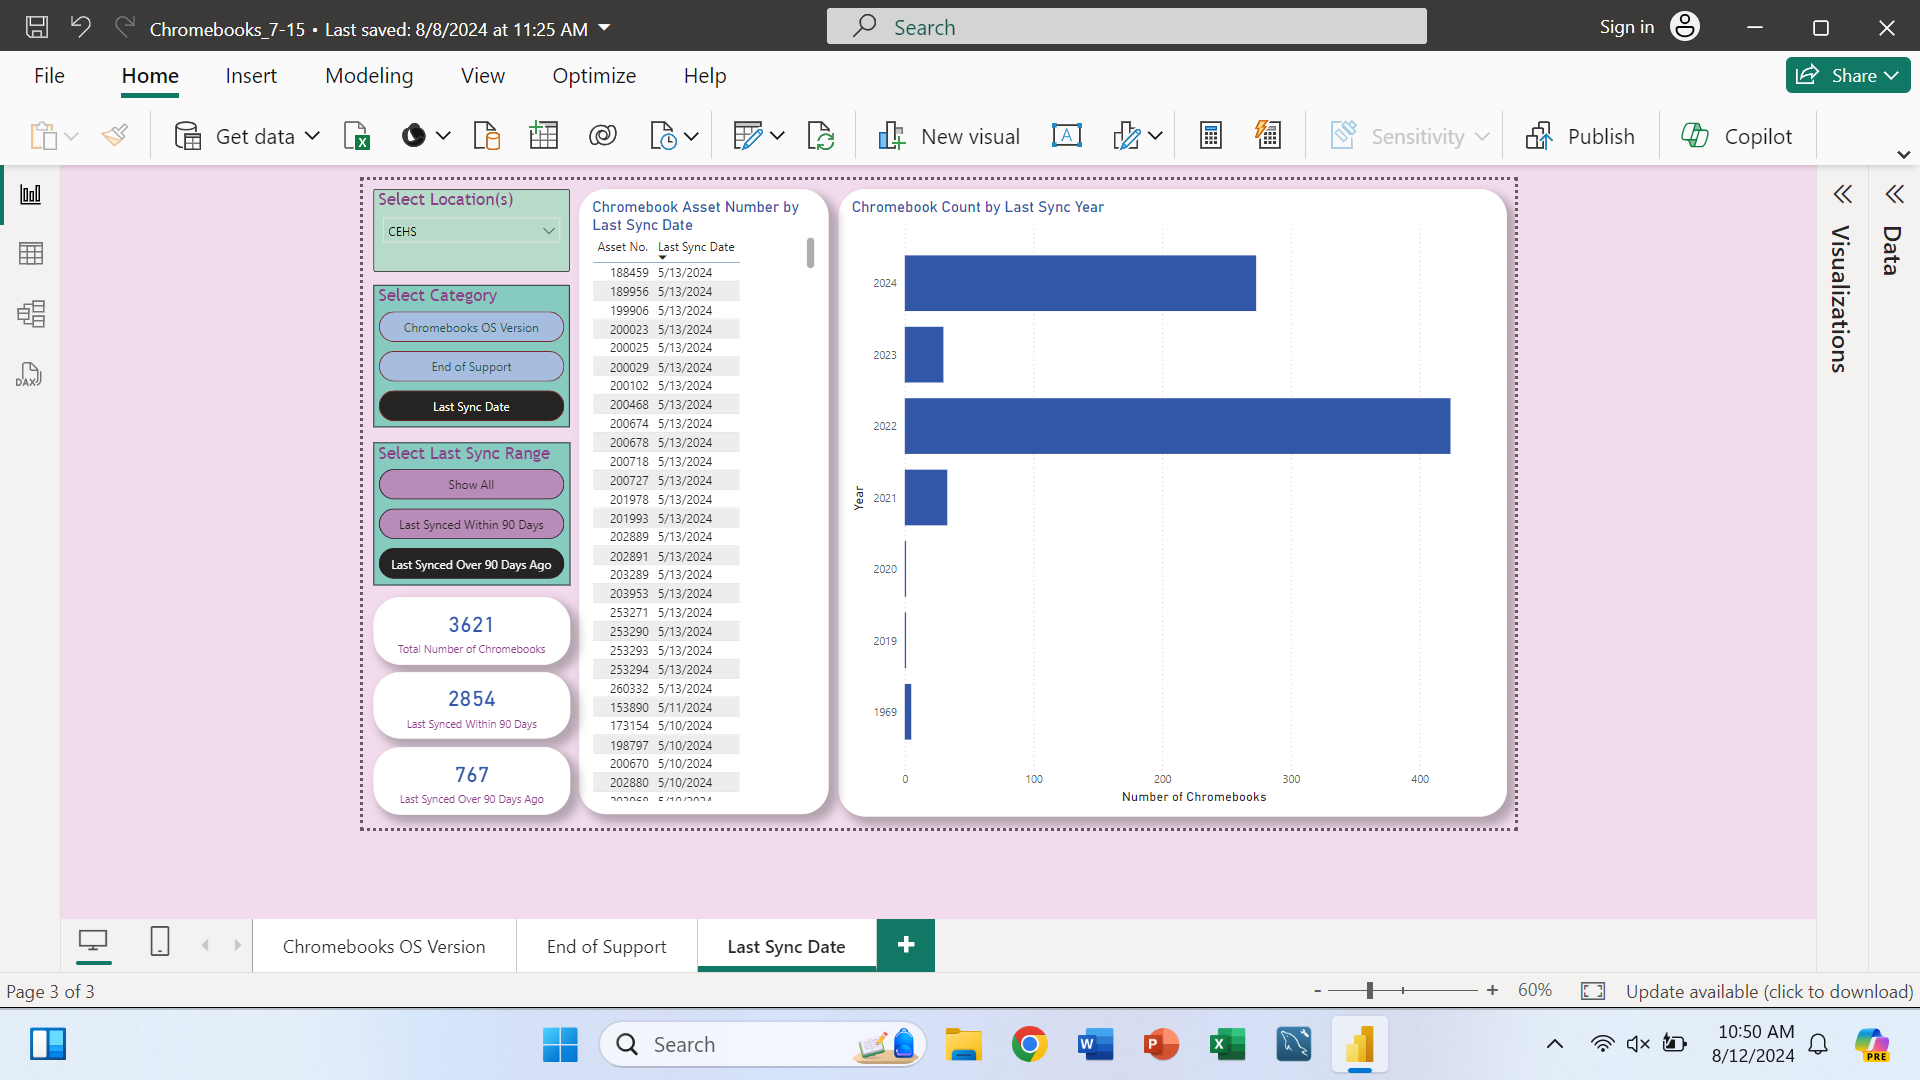 Chromebooks_7-15 • Last saved: 8/8/2024 at 11:25 AM
Search
Sign in
File
Home
Insert
Modeling
View
Optimize
Help
Share
Get data
New visual
Sensitivity
Publish
Copilot
DAX
Select Location(s)
CEHS
Select Category
Chromebooks OS Version
End of Support
Last Sync Date
Select Last Sync Range
Show All
Last Synced Within 90 Days
Last Synced Over 90 Days Ago
3621
Total Number of Chromebooks
2854
Last Synced Within 90 Days
767
Last Synced Over 90 Days Ago
Chromebook Asset Number by
Last Sync Date
Asset No. Last Sync Date
188459 5/13/2024
189956 5/13/2024
199906 5/13/2024
200023 5/13/2024
200025 5/13/2024
200029 5/13/2024
200102 5/13/2024
200468 5/13/2024
200674 5/13/2024
200678 5/13/2024
200718 5/13/2024
200727 5/13/2024
201978 5/13/2024
201993 5/13/2024
202889 5/13/2024
202891 5/13/2024
203289 5/13/2024
203953 5/13/2024
253271 5/13/2024
253290 5/13/2024
253293 5/13/2024
253294 5/13/2024
260332 5/13/2024
153890 5/11/2024
173154 5/10/2024
198797 5/10/2024
200670 5/10/2024
202880 5/10/2024
Chromebook Count by Last Sync Year
Year
2024
2023
2022
2021
2020
2019
1969
0
100
200
300
400
Number of Chromebooks
Visualizations
Data
Chromebooks OS Version
End of Support
Last Sync Date
Page 3 of 3
60%
Update available (click to download)
Search
10:50 AM
8/12/2024
PRE